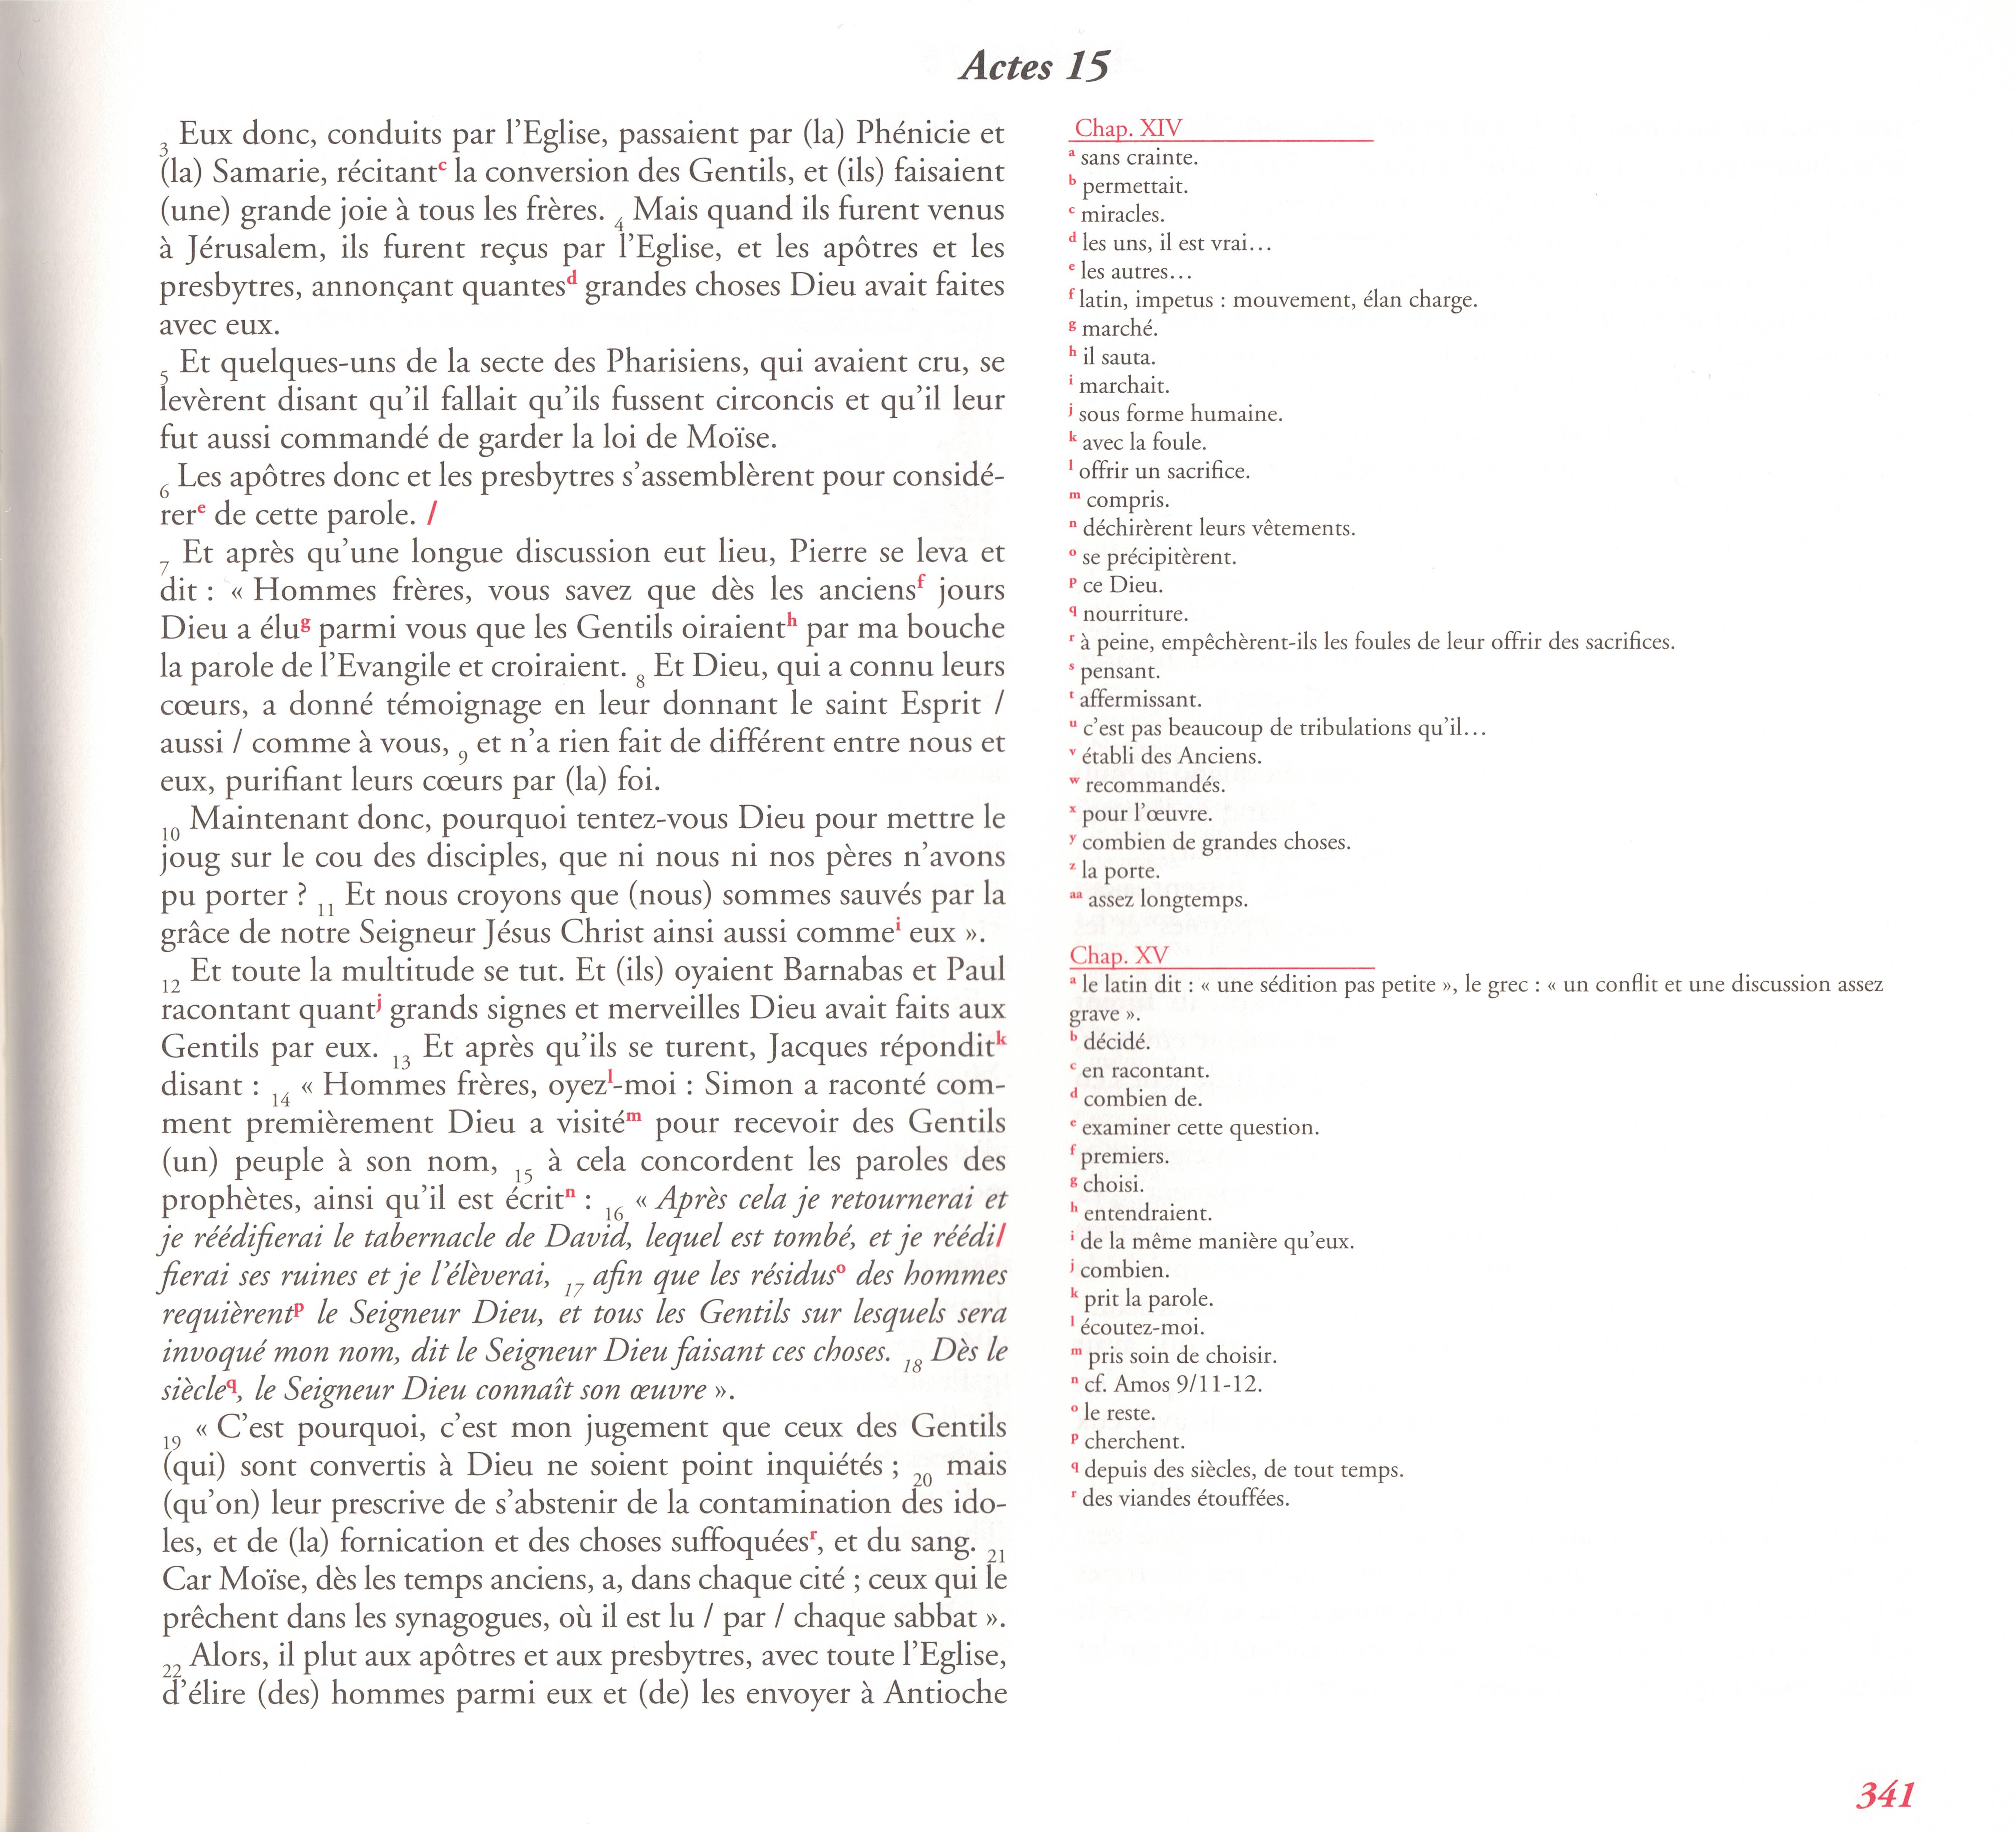 Actes 15
3 Eux donc, conduits par l’Eglise, passaient par (la) Phénicie et
(la) Samarie, récitantc la conversion des Gentils, et (ils) faisaient
(une) grande joie à tous les frères. 4 Mais quand ils furent venus
à Jérusalem, ils furent reçus par l’Eglise, et les apôtres et les
presbytres, annonçant quantesd grandes choses Dieu avait faites
avec eux.
5 Et quelques-uns de la secte des Pharisiens, qui avaient cru, se
levèrent disant qu’il fallait qu’ils fussent circoncis et qu’il leur
fut aussi commandé de garder la loi de Moïse.
6 Les apôtres donc et les presbytres s’assemblèrent pour considé-
rere de cette parole. /
7 Et après qu’une longue discussion eut lieu, Pierre se leva et
dit : « Hommes frères, vous savez que dès les anciensf jours
Dieu a élug parmi vous que les Gentils oiraienth par ma bouche
la parole de l’Evangile et croiraient. 8 Et Dieu, qui a connu leurs
cœurs, a donné témoignage en leur donnant le saint Esprit /
aussi / comme à vous, 9 et n’a rien fait de différent entre nous et
eux, purifiant leurs cœurs par (la) foi.
10 Maintenant donc, pourquoi tentez-vous Dieu pour mettre le
joug sur le cou des disciples, que ni nous ni nos pères n’avons
pu porter ? 11 Et nous croyons que (nous) sommes sauvés par la
grâce de notre Seigneur Jésus Christ ainsi aussi commei eux ».
12 Et toute la multitude se tut. Et (ils) oyaient Barnabas et Paul
racontant quantj grands signes et merveilles Dieu avait faits aux
Gentils par eux. 13 Et après qu’ils se turent, Jacques réponditk
disant : 14 « Hommes frères, oyezl-moi : Simon a raconté com-
ment premièrement Dieu a visitém pour recevoir des Gentils
(un) peuple à son nom, 15 à cela concordent les paroles des
prophètes, ainsi qu’il est écritn : 16 « Après cela je retournerai et
je réédifierai le tabernacle de David, lequel est tombé, et je réédi/
fierai ses ruines et je l’élèverai, 17 afin que les résiduso des hommes
requièrentp le Seigneur Dieu, et tous les Gentils sur lesquels sera
invoqué mon nom, dit le Seigneur Dieu faisant ces choses. 18 Dès le
siècleq, le Seigneur Dieu connaît son œuvre ».
19 « C’est pourquoi, c’est mon jugement que ceux des Gentils
(qui) sont convertis à Dieu ne soient point inquiétés ; 20 mais
(qu’on) leur prescrive de s’abstenir de la contamination des ido-
les, et de (la) fornication et des choses suffoquéesr, et du sang. 21
Car Moïse, dès les temps anciens, a, dans chaque cité ; ceux qui le
prêchent dans les synagogues, où il est lu / par / chaque sabbat ».
22 Alors, il plut aux apôtres et aux presbytres, avec toute l’Eglise,
d’élire (des) hommes parmi eux et (de) les envoyer à Antioche
Chap. XIV
a sans crainte.
b permettait.
c miracles.
d les uns, il est vrai…
e les autres…
f latin, impetus : mouvement, élan charge.
g marché.
h il sauta.
i marchait.
j sous forme humaine.
k avec la foule.
l offrir un sacrifice.
m compris.
n déchirèrent leurs vêtements.
o se précipitèrent.
p ce Dieu.
q nourriture.
r à peine, empêchèrent-ils les foules de leur offrir des sacrifices.
s pensant.
t affermissant.
u c’est pas beaucoup de tribulations qu’il…
v établi des Anciens.
w recommandés.
x pour l’œuvre.
y combien de grandes choses.
z la porte.
aa assez longtemps.
Chap. XV
a le latin dit : « une sédition pas petite », le grec : « un conflit et une discussion assez
grave ».
b décidé.
c en racontant.
d combien de.
e examiner cette question.
f premiers.
g choisi.
h entendraient.
i de la même manière qu’eux.
j combien.
k prit la parole.
l écoutez-moi.
m pris soin de choisir.
n cf. Amos 9/11-12.
o le reste.
p cherchent.
q depuis des siècles, de tout temps.
r des viandes étouffées.
341